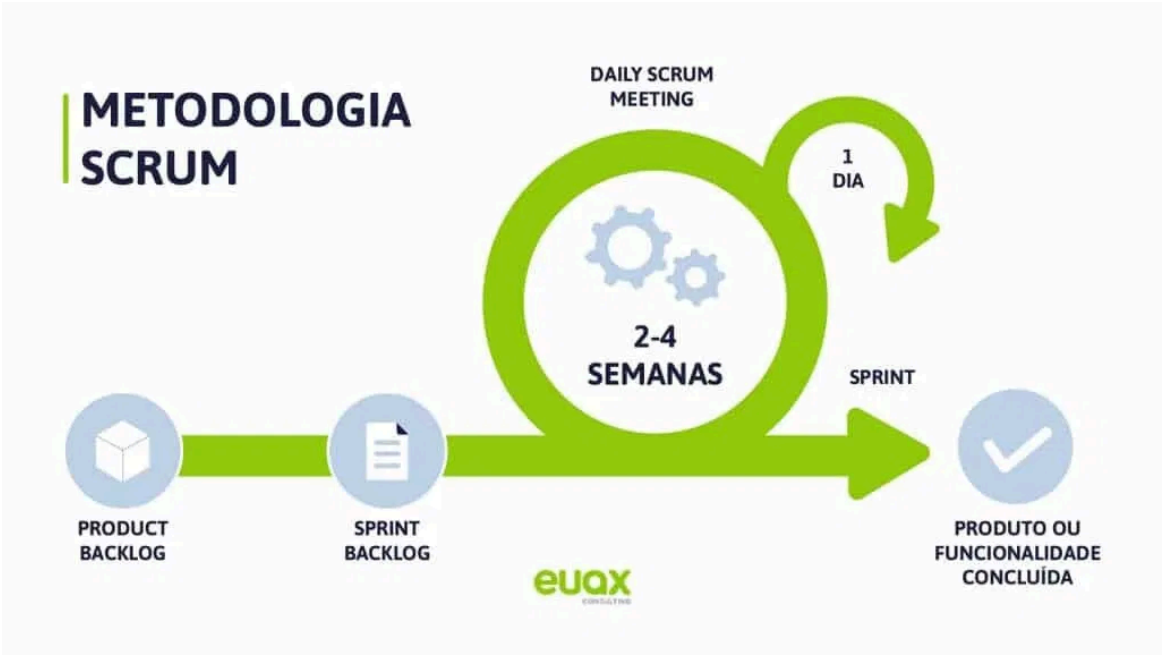 METODOLOGIA
SCRUM
DAILY SCRUM
MEETING
1
DIA
2-4
SEMANAS
SPRINT
PRODUCT
BACKLOG
SPRINT
BACKLOG
PRODUTO OU
FUNCIONALIDADE
CONCLUÍDA
euax
CONSULTING